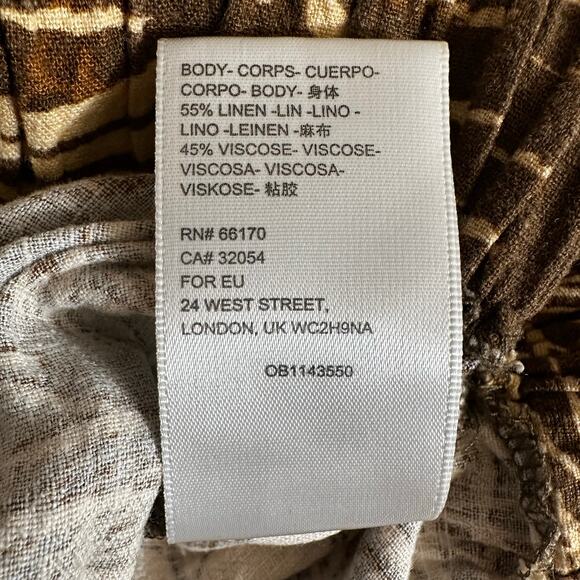 BODY- CORPS- CUERPO-
CORPO- BODY- 身体
55% LINEN -LIN -LINO -
LINO -LEINEN -麻布
45% VISCOSE- VISCOSE-
VISCOSA- VISCOSA-
VISKOSE- 粘胶
RN# 66170
CA# 32054
FOR EU
24 WEST STREET,
LONDON, UK WC2H9NA
OB1143550